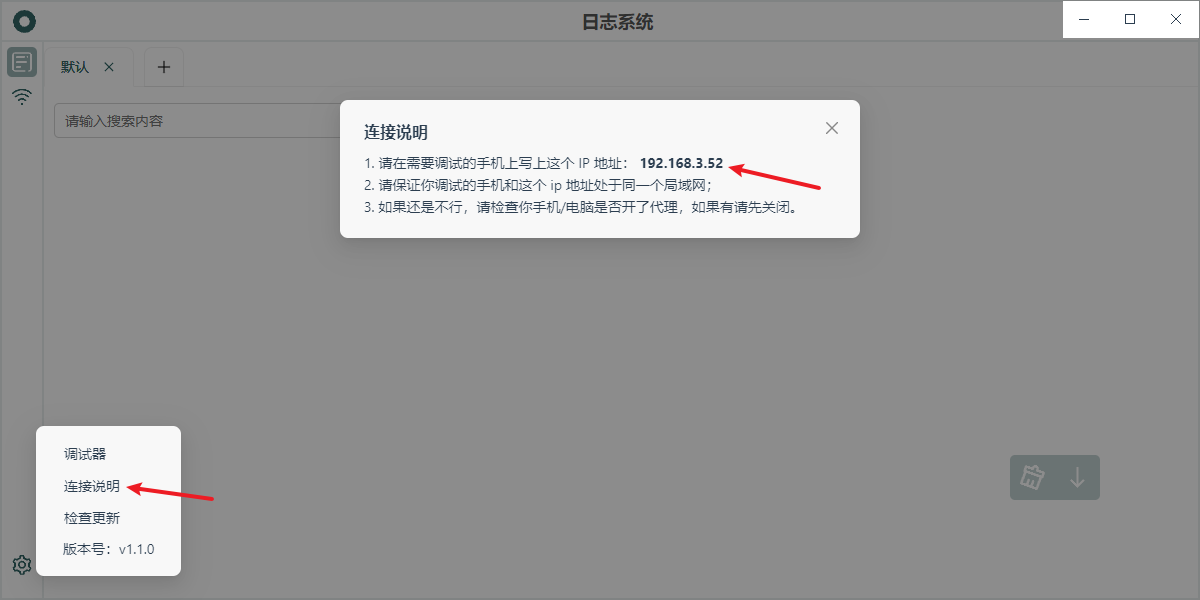 日志系统
默认
请输入搜索内容
连接说明
1. 请在需要调试的手机上写上这个 IP 地址： 192.168.3.52
2. 请保证你调试的手机和这个 ip 地址处于同一个局域网；
3. 如果还是不行，请检查你手机/电脑是否开了代理，如果有请先关闭。
调试器
连接说明
检查更新
版本号：v1.1.0